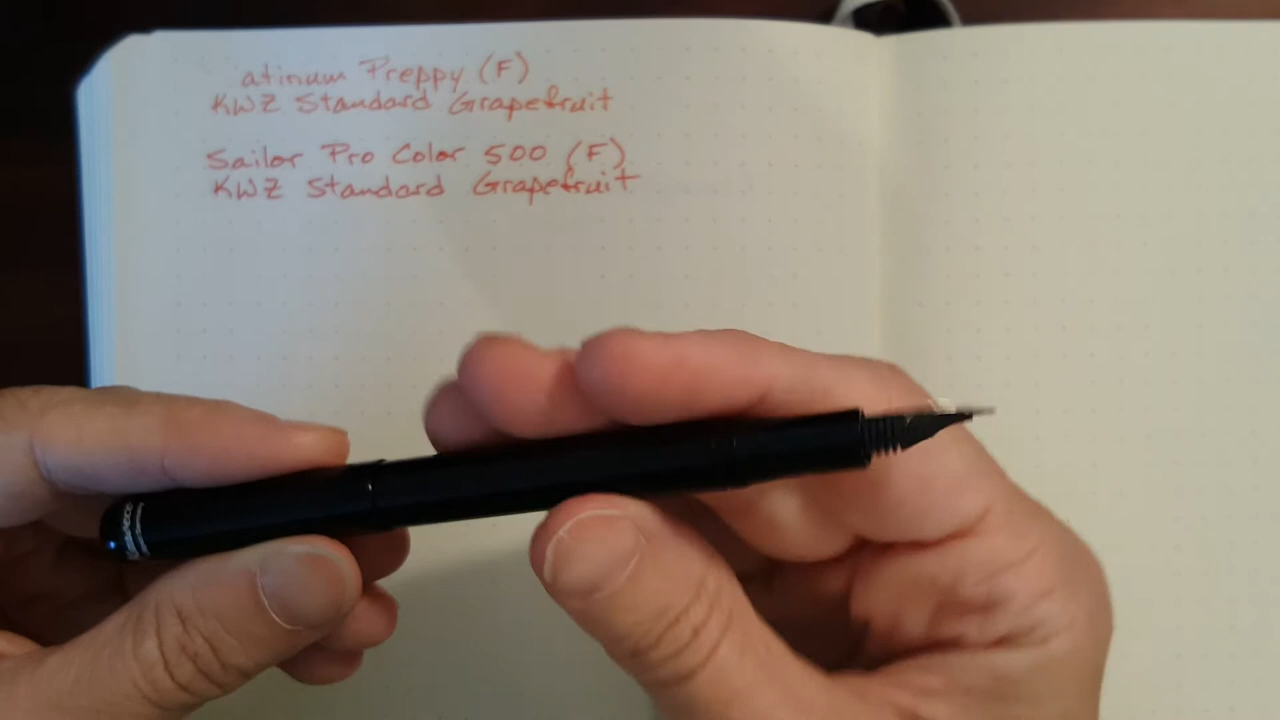 atinum Preppy (F)
KWZ Standard Grapefruit
Sailor Pro Color 500 (F)
KWZ Standard Grapefruit